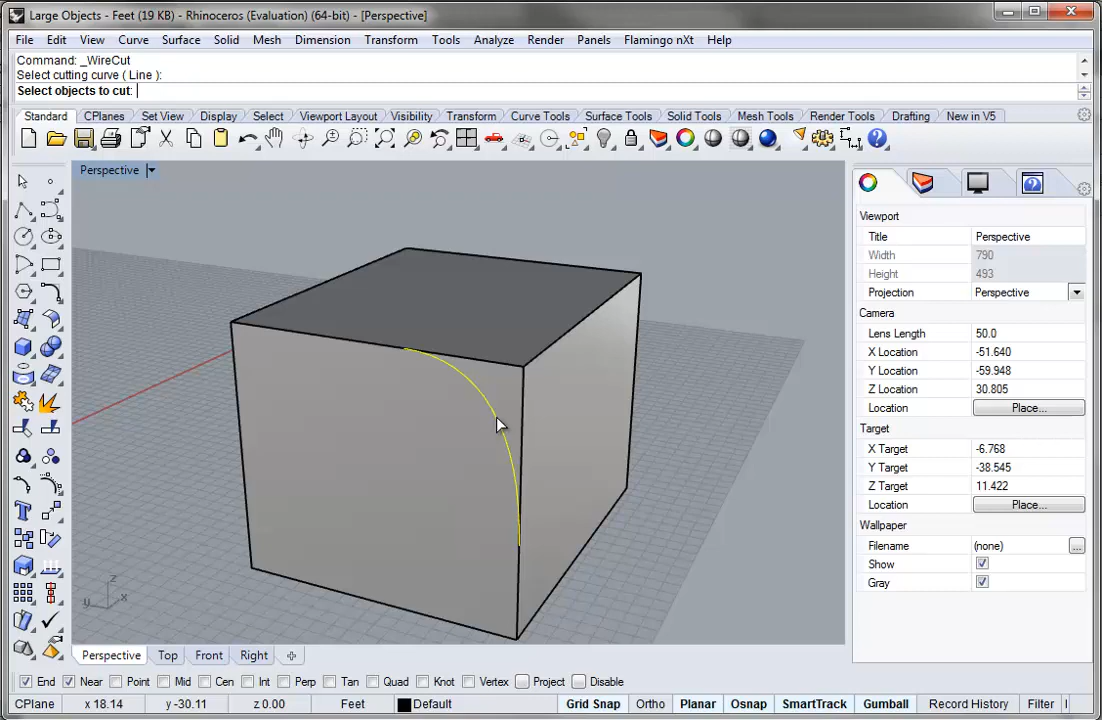 Large Objects - Feet (19 KB) - Rhinoceros (Evaluation) (64-bit) - [Perspective]
File Edit View Curve Surface Solid Mesh Dimension Transform Tools Analyze Render Panels Flamingo nXt Help
Command: _WireCut
Select cutting curve ( Line ):
Select objects to cut:
Standard CPlanes Set View Display Select Viewport Layout Visibility Transform Curve Tools Surface Tools Solid Tools Mesh Tools Render Tools Drafting New in V5
Perspective
Viewport
Title Perspective
Width 790
Height 493
Projection Perspective
Camera
Lens Length 50.0
X Location -51.640
Y Location -59.948
Z Location 30.805
Location Place...
Target
X Target -6.768
Y Target -38.545
Z Target 11.422
Location Place...
Wallpaper
Filename (none) ...
Show
Gray
z
y x
Perspective Top Front Right
End Near Point Mid Cen Int Perp Tan Quad Knot Vertex Project Disable
CPlane x 18.14 y -30.11 z 0.00 Feet Default Grid Snap Ortho Planar Osnap SmartTrack Gumball Record History Filter